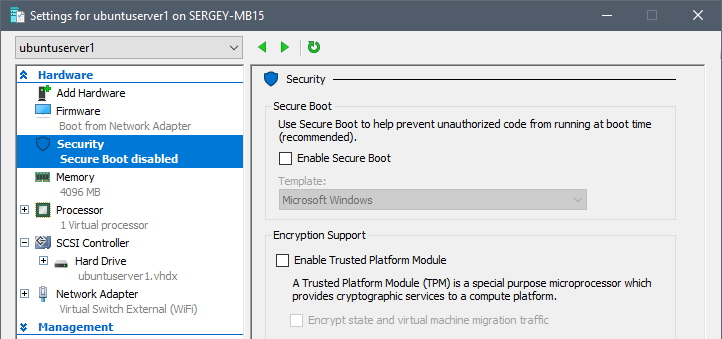 Settings for ubuntuserver1 on SERGEY-MB15
ubuntuserver1
Hardware
Add Hardware
Firmware
Boot from Network Adapter
Security
Secure Boot disabled
Memory
4096 MB
Processor
1 Virtual processor
SCSI Controller
Hard Drive
ubuntuserver1.vhdx
Network Adapter
Virtual Switch External (WiFi)
Management
Security
Secure Boot
Use Secure Boot to help prevent unauthorized code from running at boot time
(recommended).
Enable Secure Boot
Template:
Microsoft Windows
Encryption Support
Enable Trusted Platform Module
A Trusted Platform Module (TPM) is a special purpose microprocessor which
provides cryptographic services to a compute platform.
Encrypt state and virtual machine migration traffic